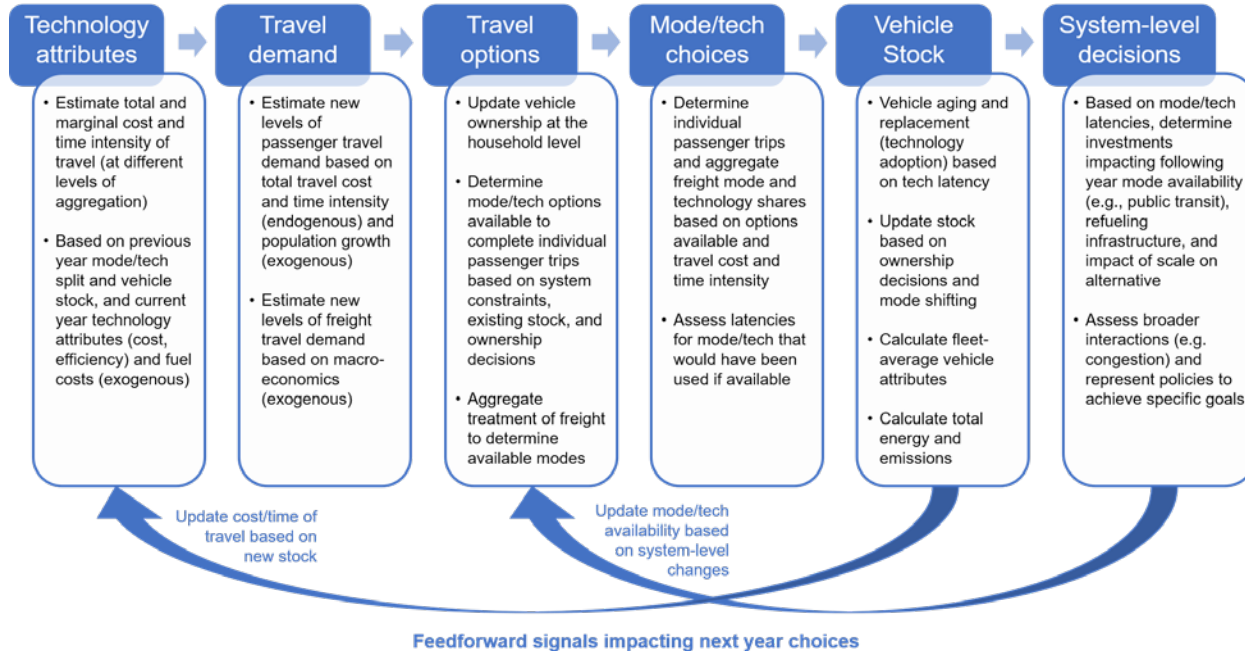 Technology
attributes
Travel
demand
Travel
options
Mode/tech
choices
Vehicle
Stock
System-level
decisions
• Estimate total and
marginal cost and
time intensity of
travel (at different
levels of
aggregation)
• Based on previous
year mode/tech
split and vehicle
stock, and current
year technology
attributes (cost,
efficiency) and fuel
costs (exogenous)
• Estimate new
levels of
passenger travel
demand based on
total travel cost
and time intensity
(endogenous) and
population growth
(exogenous)
• Estimate new
levels of freight
travel demand
based on macro-
economics
(exogenous)
• Update vehicle
ownership at the
household level
• Determine
mode/tech options
available to
complete individual
passenger trips
based on system
constraints,
existing stock, and
ownership
decisions
• Aggregate
treatment of freight
to determine
available modes
• Determine
individual
passenger trips
and aggregate
freight mode and
technology shares
based on options
available and
travel cost and
time intensity
• Assess latencies
for mode/tech that
would have been
used if available
• Vehicle aging and
replacement
(technology
adoption) based
on tech latency
• Update stock
based on
ownership
decisions and
mode shifting
• Calculate fleet-
average vehicle
attributes
• Calculate total
energy and
emissions
• Based on mode/tech
latencies, determine
investments
impacting following
year mode availability
(e.g., public transit),
refueling
infrastructure, and
impact of scale on
alternative
• Assess broader
interactions (e.g.
congestion) and
represent policies to
achieve specific goals
Update cost/time of
travel based on
new stock
Update mode/tech
availability based
on system-level
changes
Feedforward signals impacting next year choices